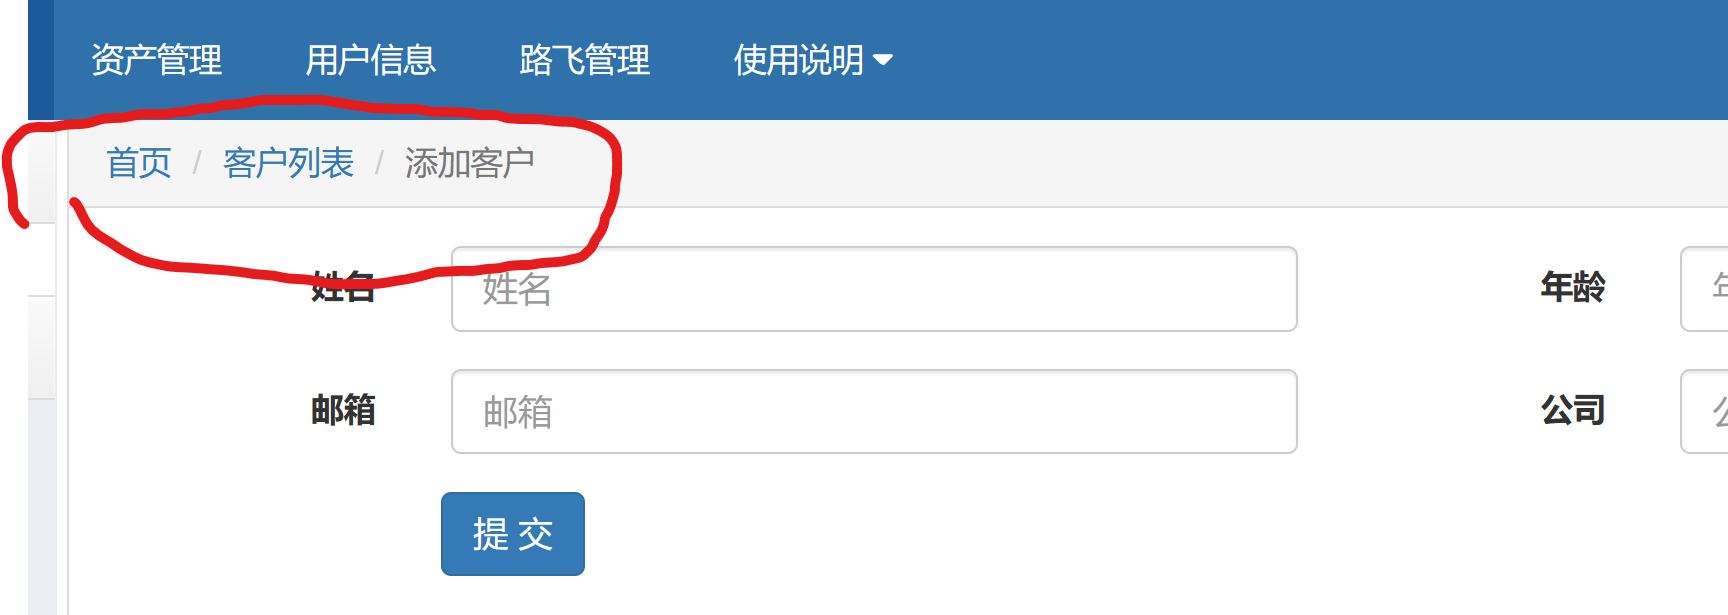 资产管理 用户信息 路飞管理 使用说明
首页 / 客户列表 / 添加客户
姓名 姓名 年龄
邮箱 邮箱 公司
提 交